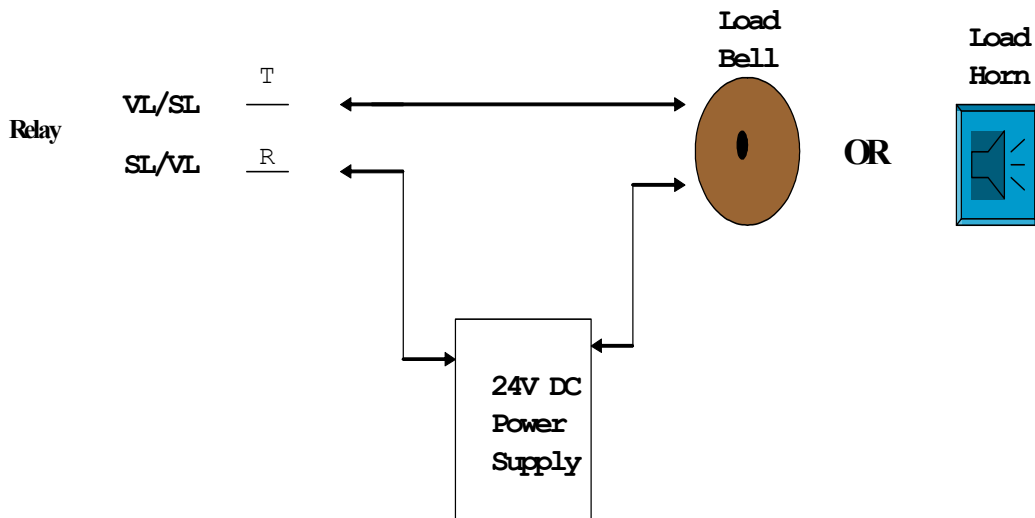 Load
Bell
Load
Horn
T
VL/SL
Relay
R
SL/VL
OR
24V DC
Power
Supply